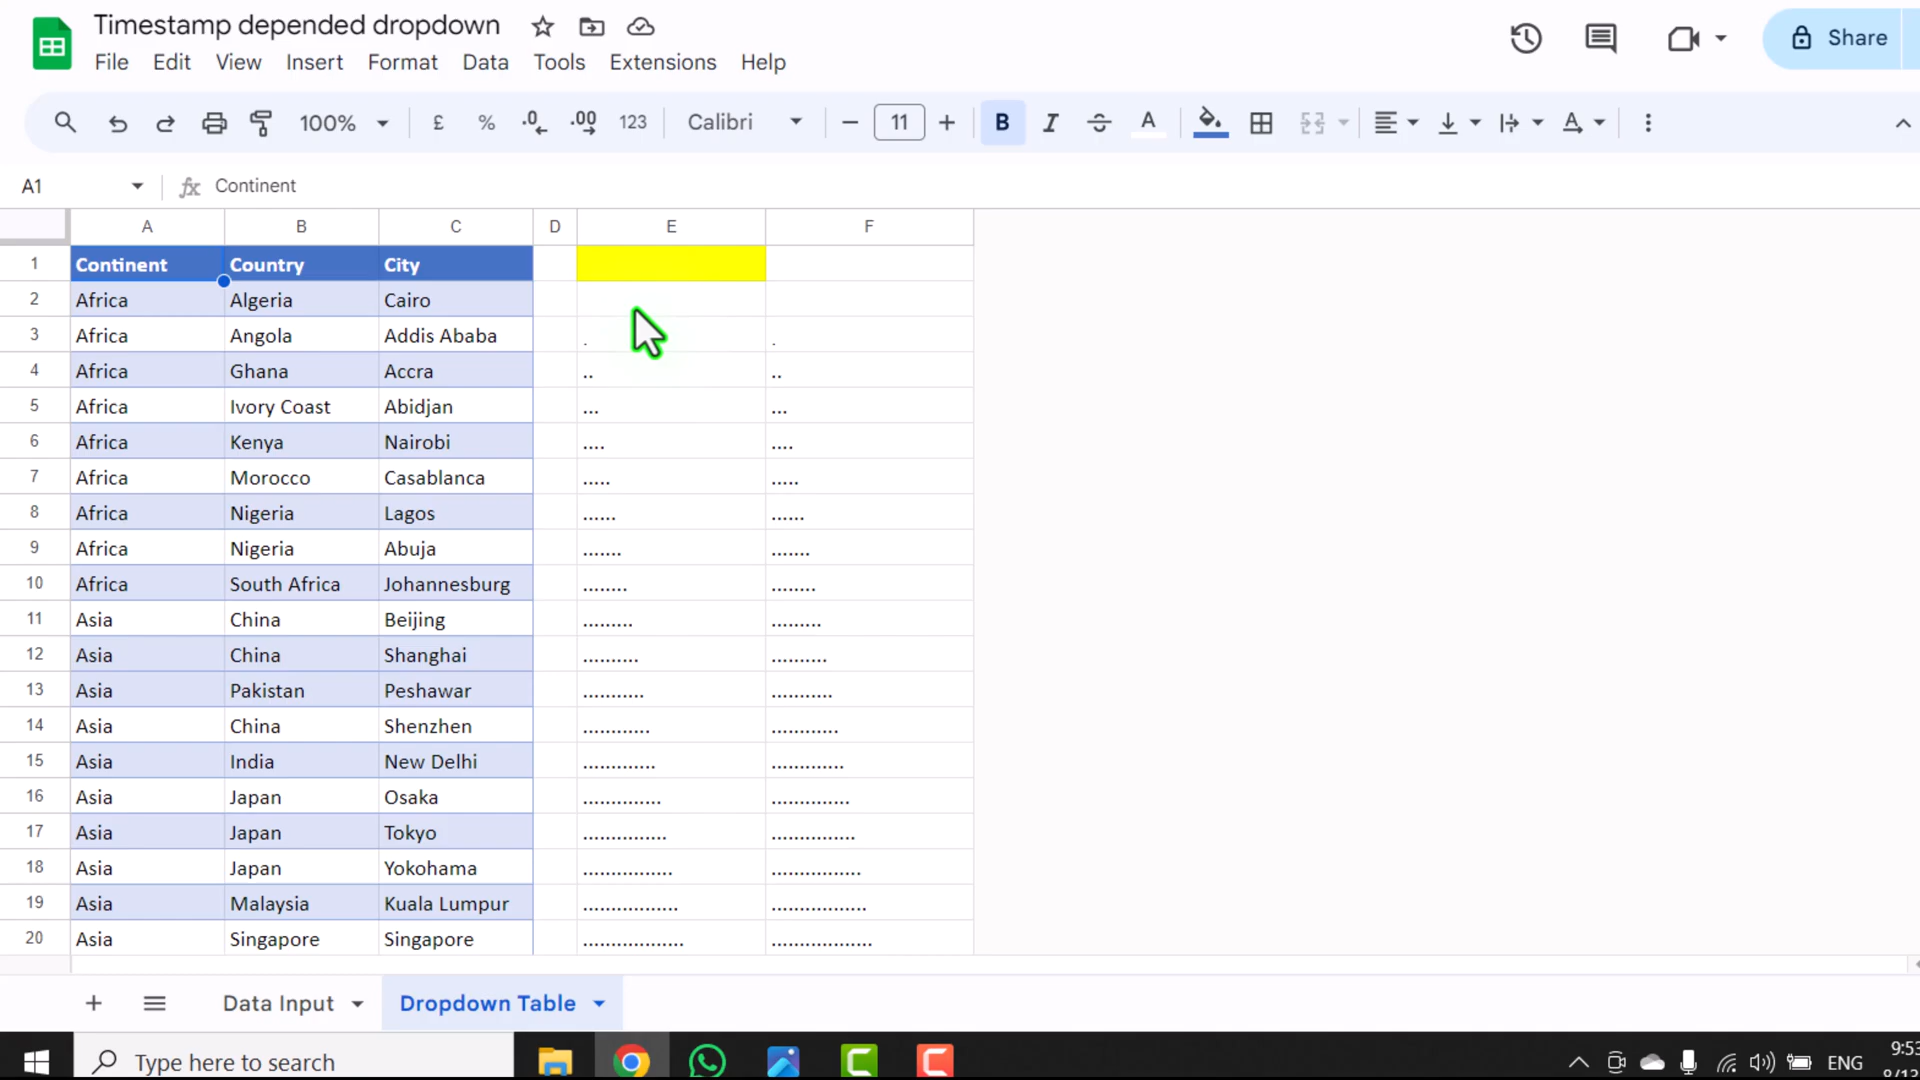 Timestamp depended dropdown
File Edit View Insert Format Data Tools Extensions Help
Share
100% £ % .0 .00 123 Calibri 11 B I A
A1 fx Continent
A B C D E F
1 Continent Country City
2 Africa Algeria Cairo
3 Africa Angola Addis Ababa . .
4 Africa Ghana Accra .. ..
5 Africa Ivory Coast Abidjan ... ...
6 Africa Kenya Nairobi .... ....
7 Africa Morocco Casablanca ..... .....
8 Africa Nigeria Lagos ...... ......
9 Africa Nigeria Abuja ....... .......
10 Africa South Africa Johannesburg ........ ........
11 Asia China Beijing ......... .........
12 Asia China Shanghai .......... ..........
13 Asia Pakistan Peshawar ........... ...........
14 Asia China Shenzhen ............ ............
15 Asia India New Delhi ............. .............
16 Asia Japan Osaka .............. ..............
17 Asia Japan Tokyo ............... ...............
18 Asia Japan Yokohama ................ ................
19 Asia Malaysia Kuala Lumpur ................. .................
20 Asia Singapore Singapore .................. ..................
Data Input Dropdown Table
Type here to search
ENG
9:53